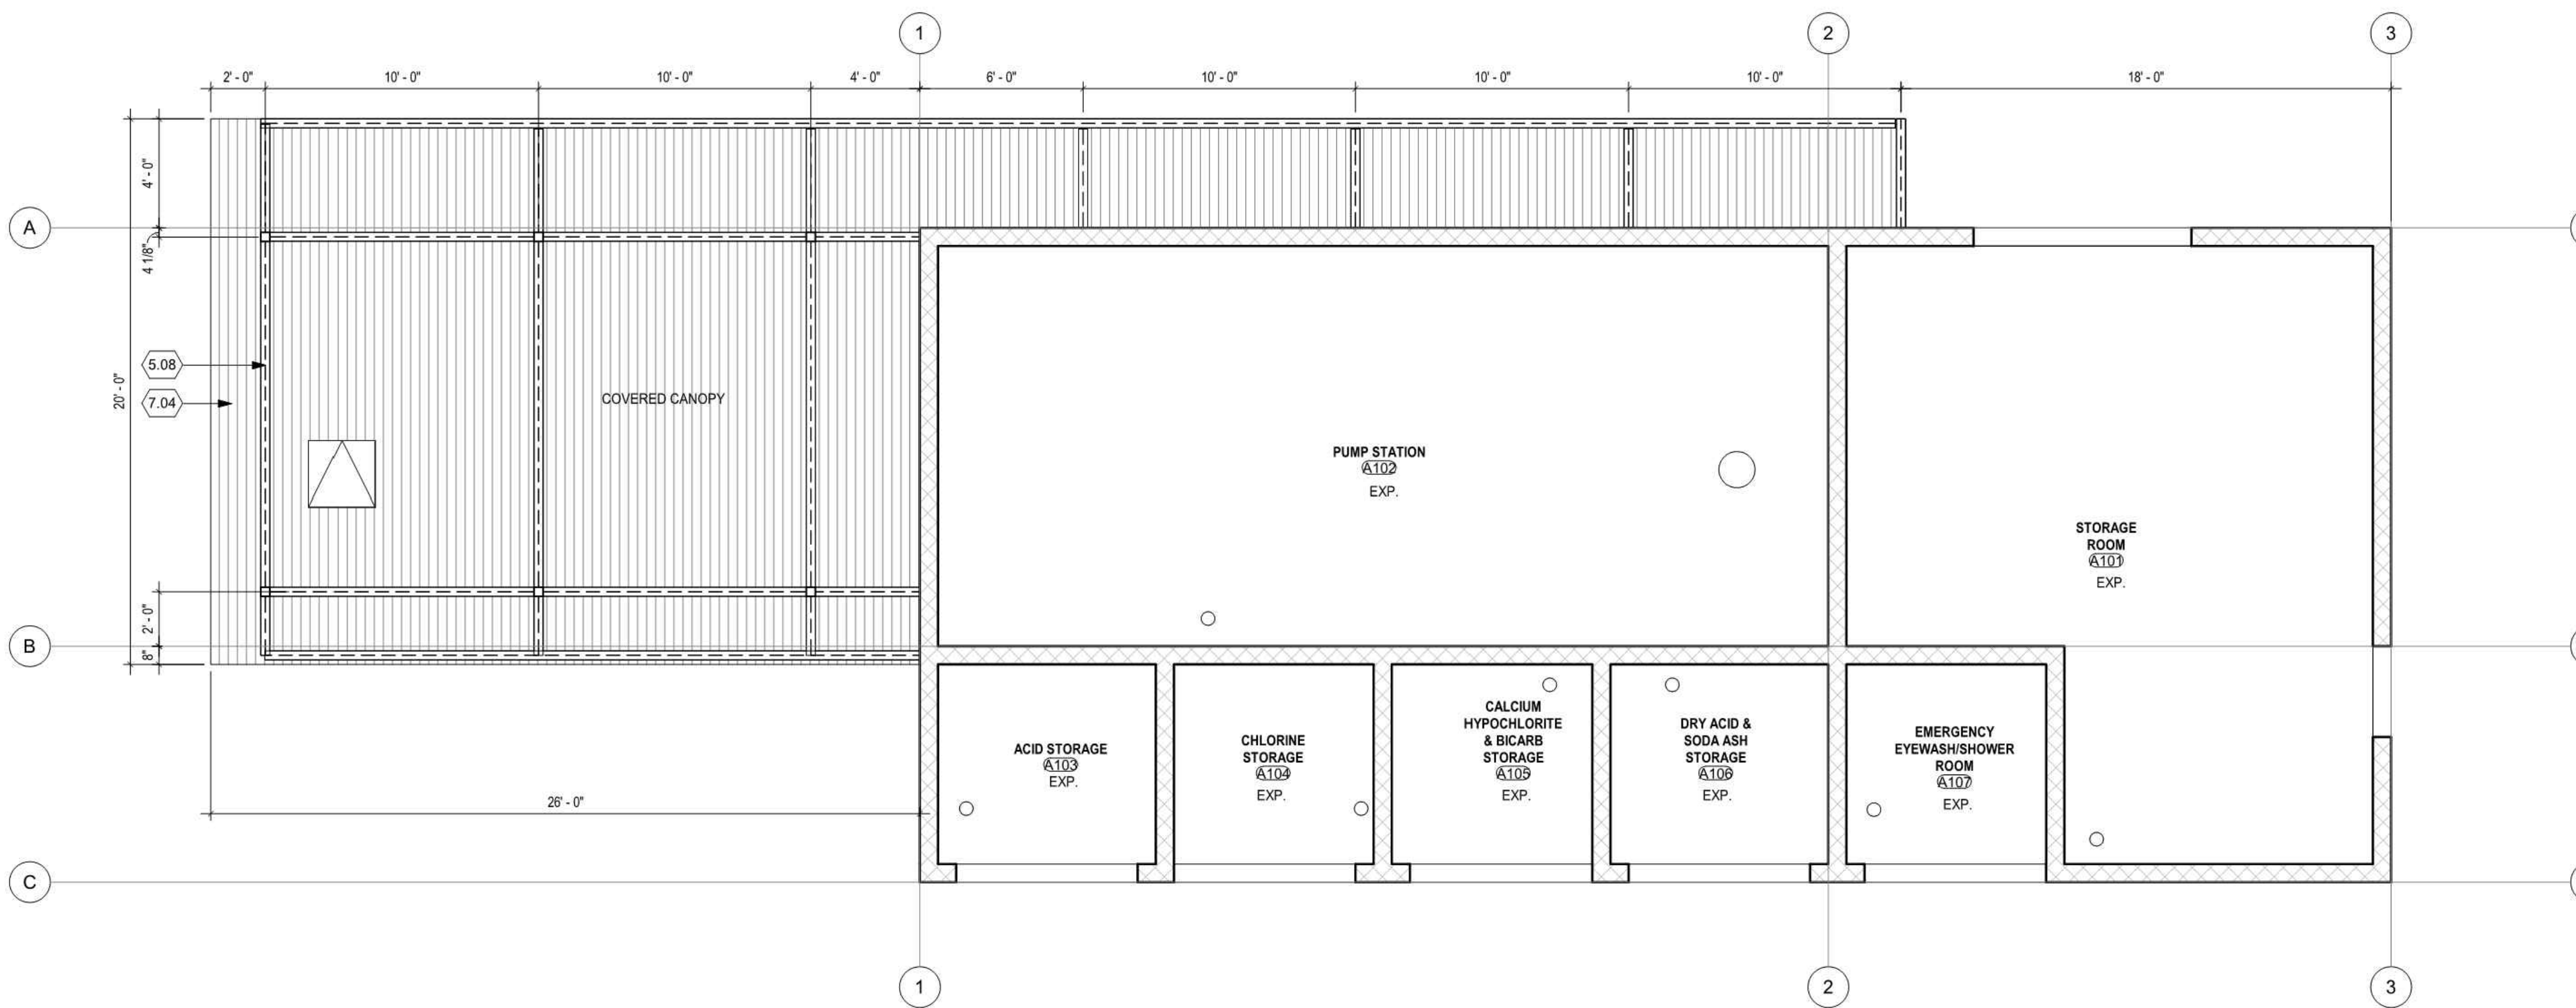 1
2
3
2' - 0"
10' - 0"
10' - 0"
4' - 0"
6' - 0"
10' - 0"
10' - 0"
10' - 0"
18' - 0"
4' - 0"
A
4 1/8"
5.08
20' - 0"
7.04
COVERED CANOPY
PUMP STATION
A102
EXP.
STORAGE
ROOM
A101
EXP.
2' - 0"
B
8"
ACID STORAGE
A103
EXP.
CHLORINE
STORAGE
A104
EXP.
CALCIUM
HYPOCHLORITE
& BICARB
STORAGE
A105
EXP.
DRY ACID &
SODA ASH
STORAGE
A106
EXP.
EMERGENCY
EYEWASH/SHOWER
ROOM
A107
EXP.
26' - 0"
C
1
2
3